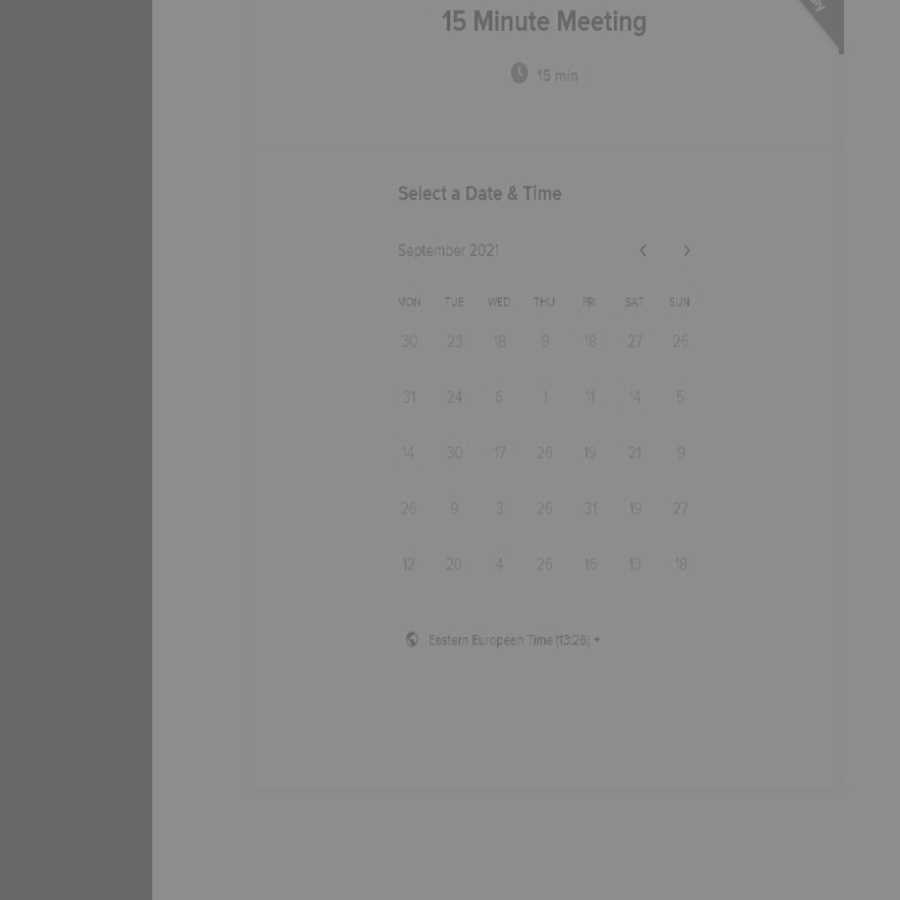 15 Minute Meeting
15 min
Select a Date & Time
September 2021
MON TUE WED THU FRI SAT SUN
30 23 18 9 18 27 26
31 24 6 1 11 14 5
14 30 17 26 19 21 9
26 9 3 26 31 19 27
12 20 4 26 16 13 18
Eastern European Time (13:26)